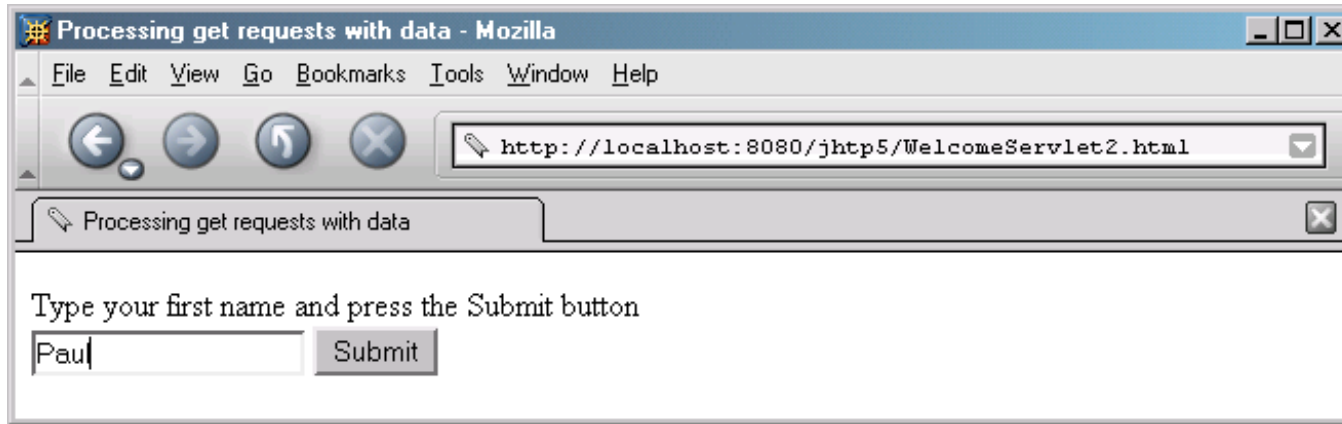 Processing get requests with data - Mozilla
File Edit View Go Bookmarks Tools Window Help
http://localhost:8080/jhtp5/WelcomeServlet2.html
Processing get requests with data
Type your first name and press the Submit button
Paul Submit